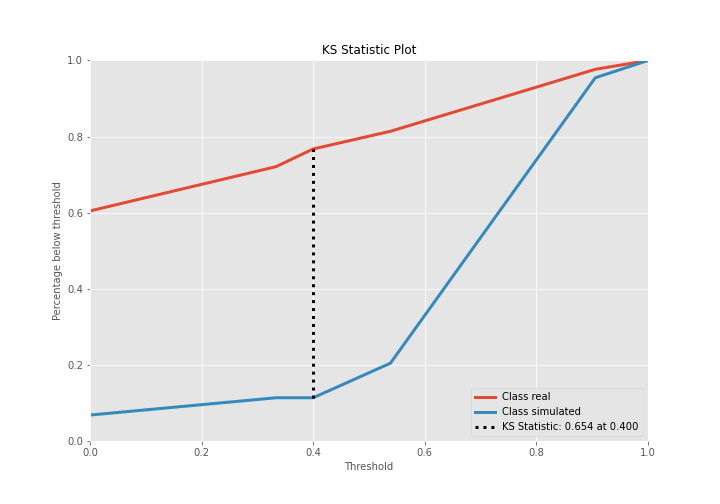 KS Statistic Plot
1.0
0.8
0.6
0.4
0.2
0.0
Percentage below threshold
Class real
Class simulated
KS Statistic: 0.654 at 0.400
0.0 0.2 0.4 0.6 0.8 1.0
Threshold